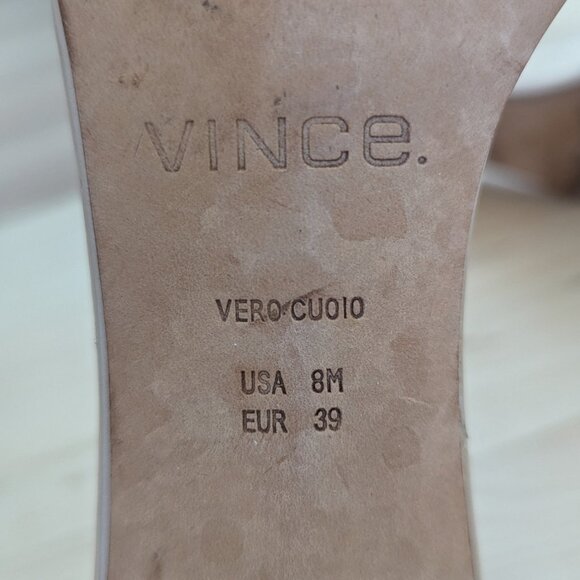 VINCe.
VERO CUOIO
USA 8M
EUR 39